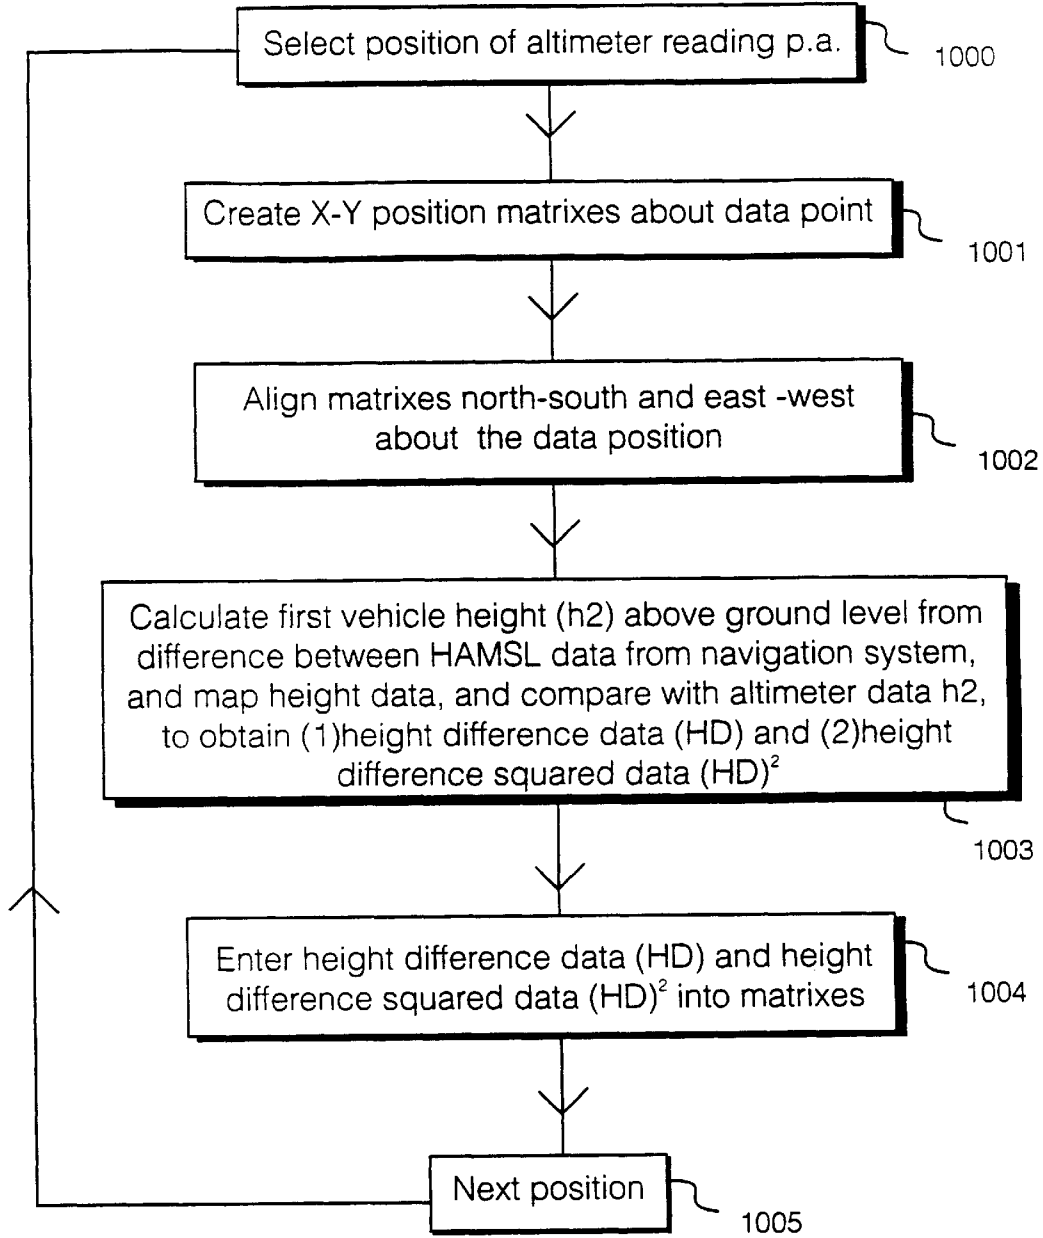 Select position of altimeter reading p.a.
1000
Create X-Y position matrixes about data point
1001
Align matrixes north-south and east -west
about the data position
1002
Calculate first vehicle height (h2) above ground level from
difference between HAMSL data from navigation system,
and map height data, and compare with altimeter data h2,
to obtain (1)height difference data (HD) and (2)height
difference squared data (HD)²
1003
Enter height difference data (HD) and height
difference squared data (HD)² into matrixes
1004
Next position
1005